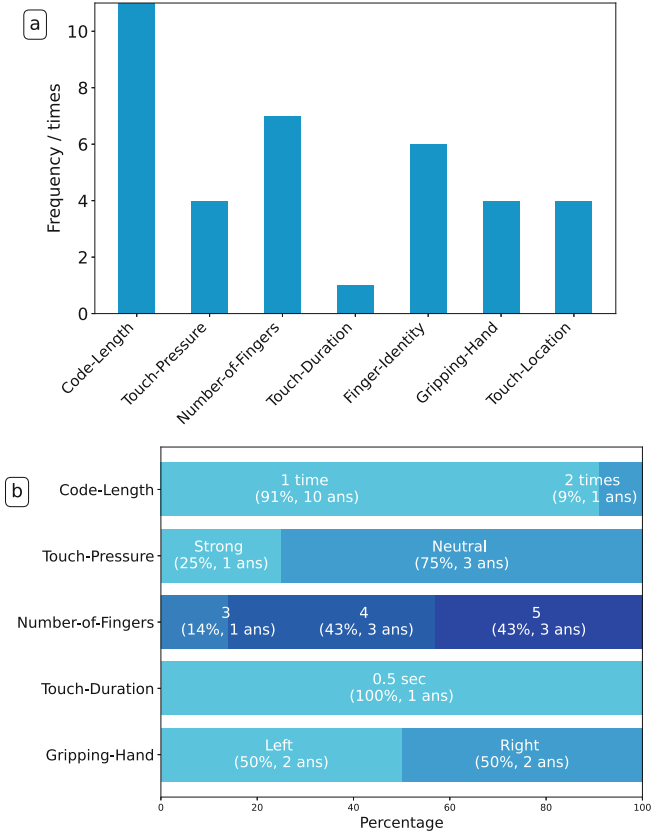 a
10
8
6
4
2
0
Frequency / times
Code-Length
Touch-Pressure
Number-of-Fingers
Touch-Duration
Finger-Identity
Gripping-Hand
Touch-Location
b
Code-Length
1 time
(91%, 10 ans)
2 times
(9%, 1 ans)
Touch-Pressure
Strong
(25%, 1 ans)
Neutral
(75%, 3 ans)
Number-of-Fingers
3
(14%, 1 ans)
4
(43%, 3 ans)
5
(43%, 3 ans)
Touch-Duration
0.5 sec
(100%, 1 ans)
Gripping-Hand
Left
(50%, 2 ans)
Right
(50%, 2 ans)
0 20 40 60 80 100
Percentage